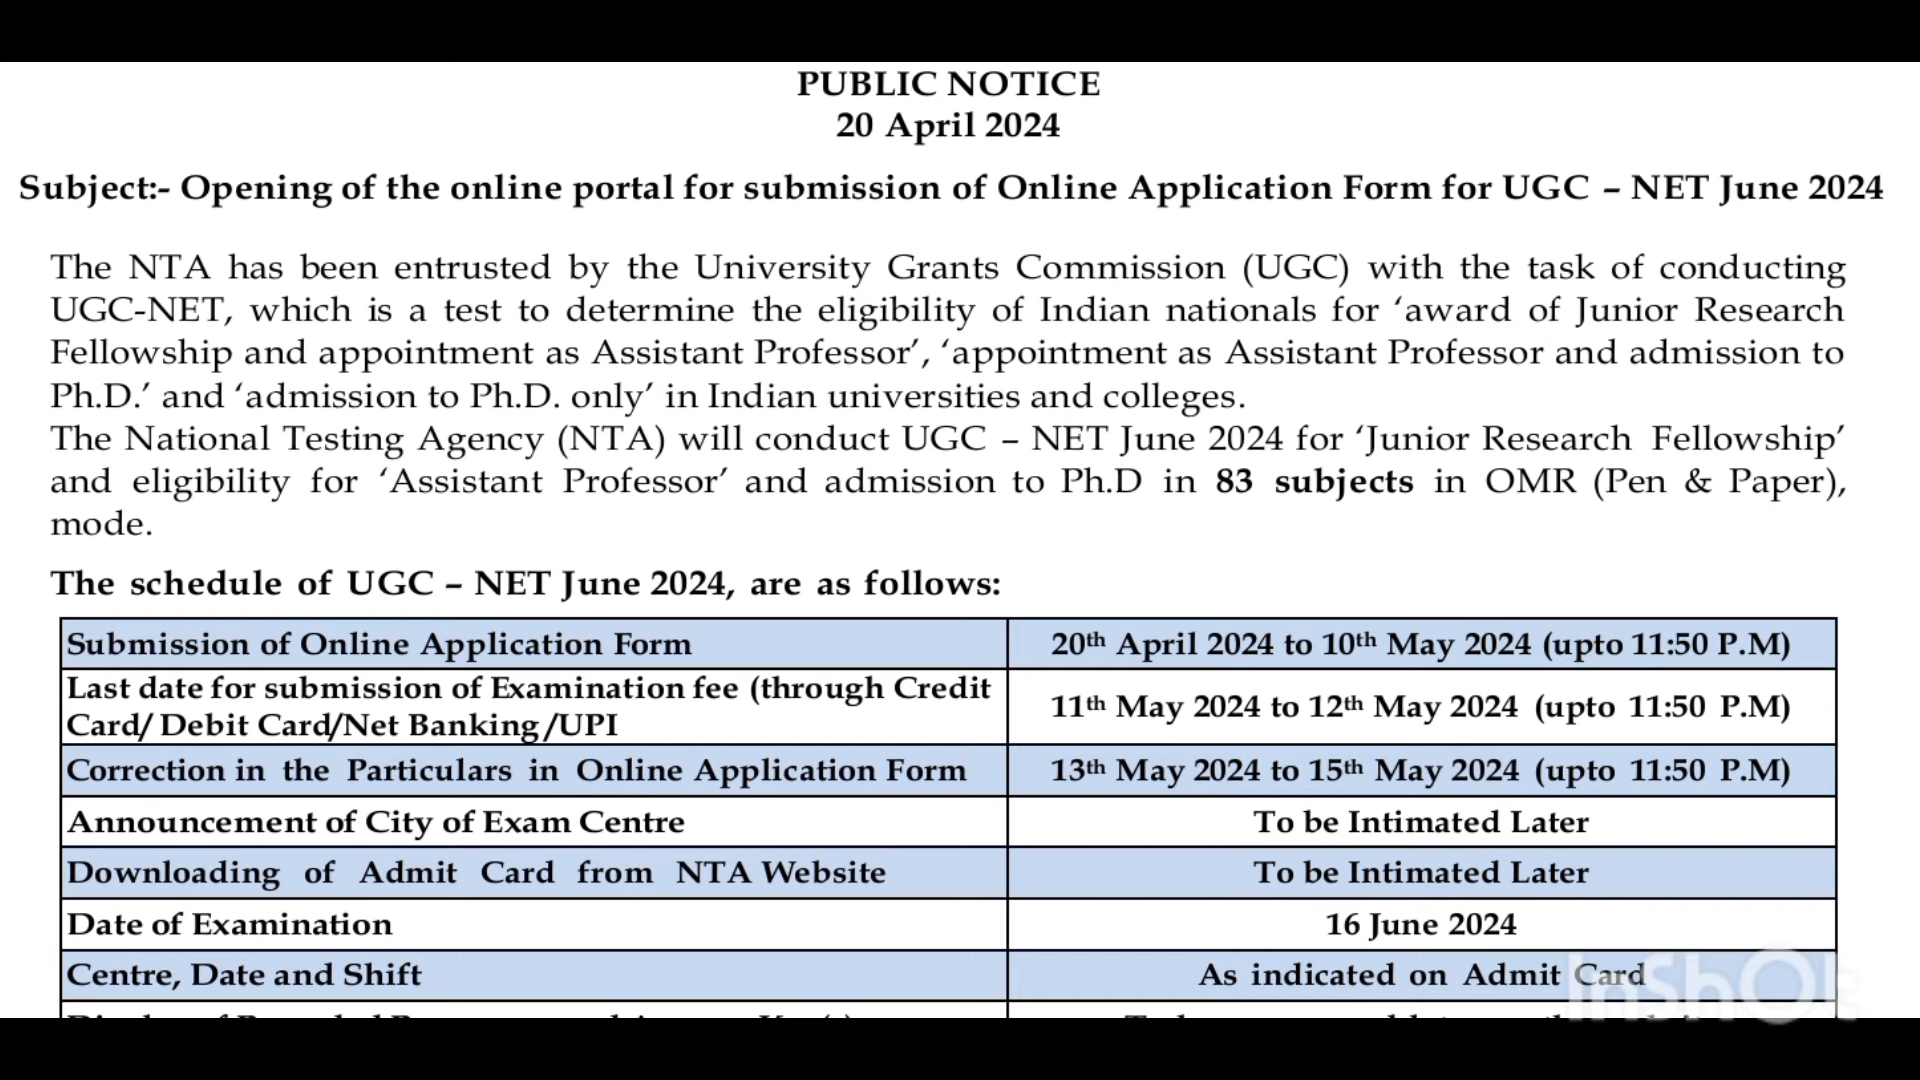 PUBLIC NOTICE
20 April 2024
Subject:- Opening of the online portal for submission of Online Application Form for UGC – NET June 2024
The NTA has been entrusted by the University Grants Commission (UGC) with the task of conducting
UGC-NET, which is a test to determine the eligibility of Indian nationals for ‘award of Junior Research
Fellowship and appointment as Assistant Professor’, ‘appointment as Assistant Professor and admission to
Ph.D.’ and ‘admission to Ph.D. only’ in Indian universities and colleges.
The National Testing Agency (NTA) will conduct UGC – NET June 2024 for ‘Junior Research Fellowship’
and eligibility for ‘Assistant Professor’ and admission to Ph.D in 83 subjects in OMR (Pen & Paper),
mode.
The schedule of UGC – NET June 2024, are as follows:
Submission of Online Application Form
20th April 2024 to 10th May 2024 (upto 11:50 P.M)
Last date for submission of Examination fee (through Credit
Card/ Debit Card/Net Banking /UPI
11th May 2024 to 12th May 2024 (upto 11:50 P.M)
Correction in the Particulars in Online Application Form
13th May 2024 to 15th May 2024 (upto 11:50 P.M)
Announcement of City of Exam Centre
To be Intimated Later
Downloading of Admit Card from NTA Website
To be Intimated Later
Date of Examination
16 June 2024
Centre, Date and Shift
As indicated on Admit Card
InShOt